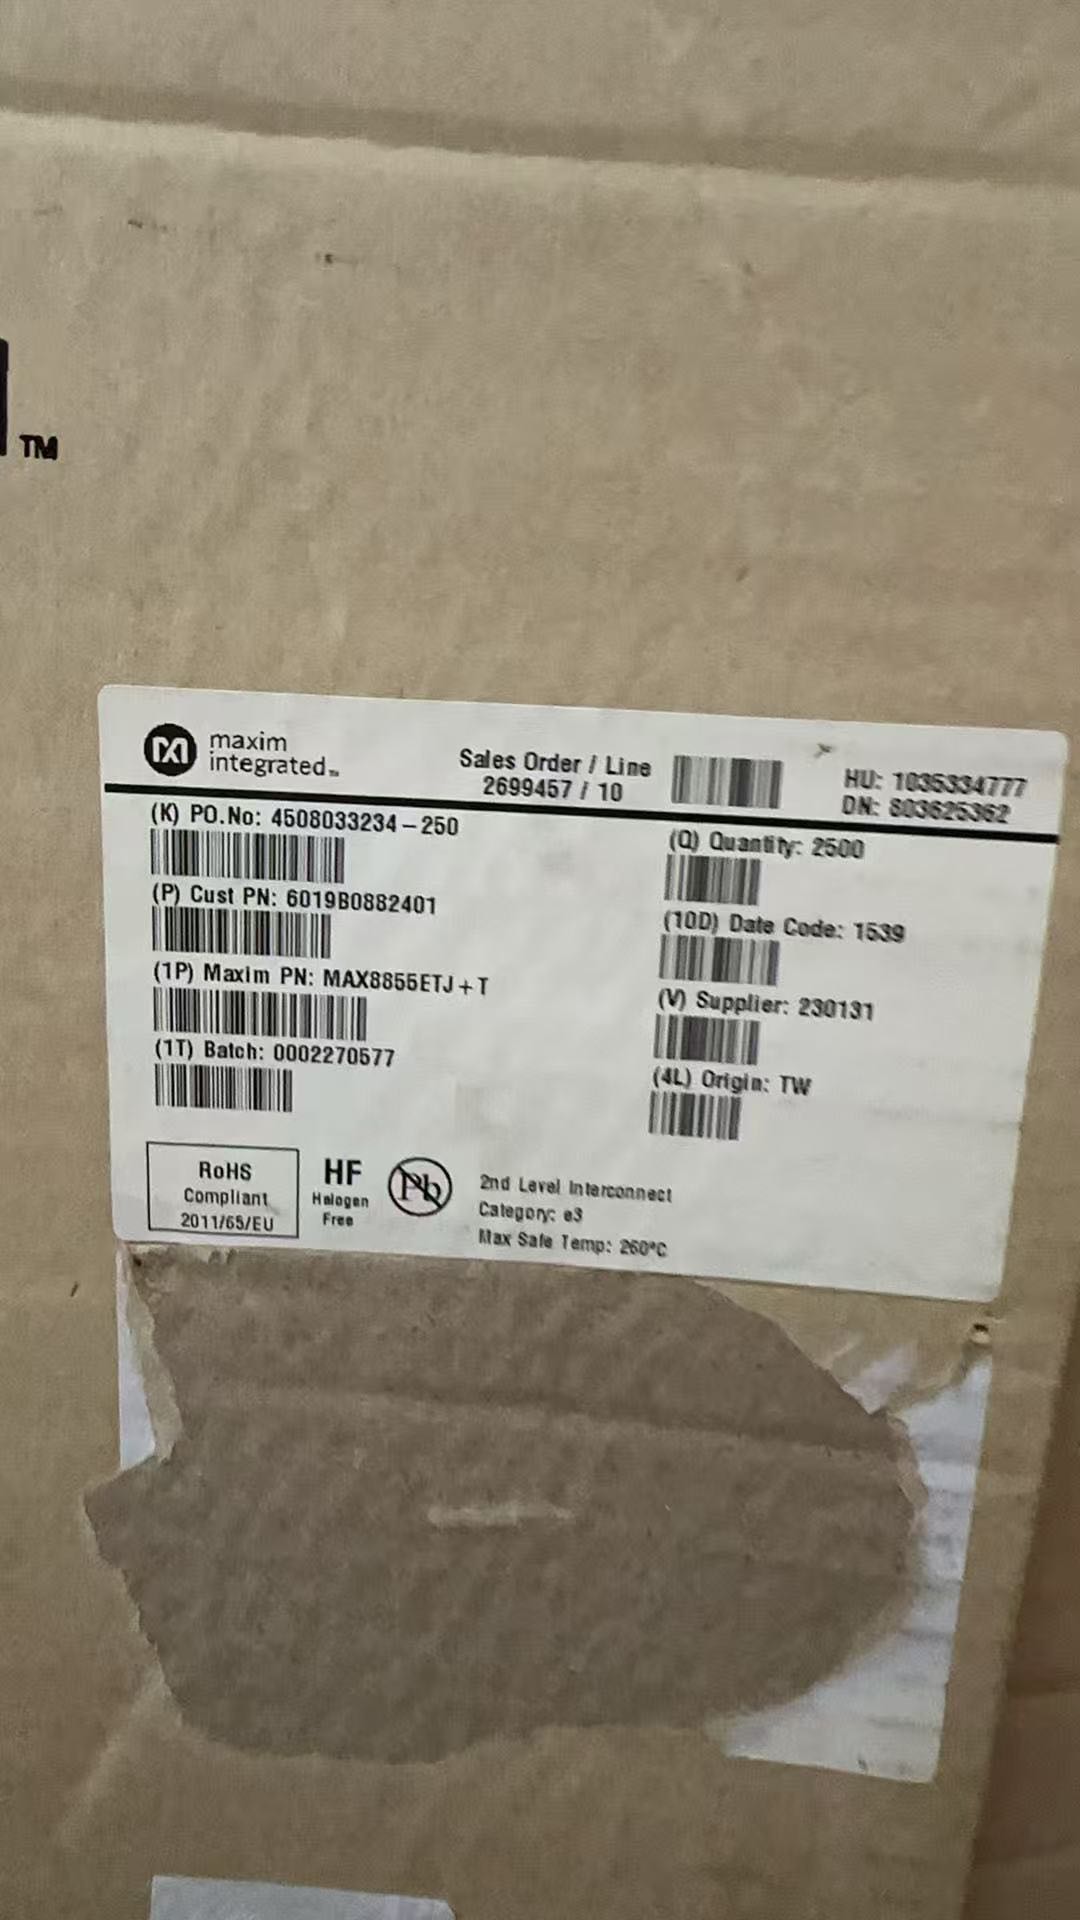 TM
maxim
integrated™
Sales Order / Line
2699457 / 10
HU: 1035334777
DN: 803625362
(K) PO.No: 4508033234-250
(Q) Quantity: 2500
(P) Cust PN: 6019B0882401
(10D) Date Code: 1539
(1P) Maxim PN: MAX8855ETJ+T
(V) Supplier: 230131
(1T) Batch: 0002270577
(4L) Origin: TW
RoHS
Compliant
2011/65/EU
HF
Halogen
Free
Pb
2nd Level Interconnect
Category: e3
Max Safe Temp: 260°C